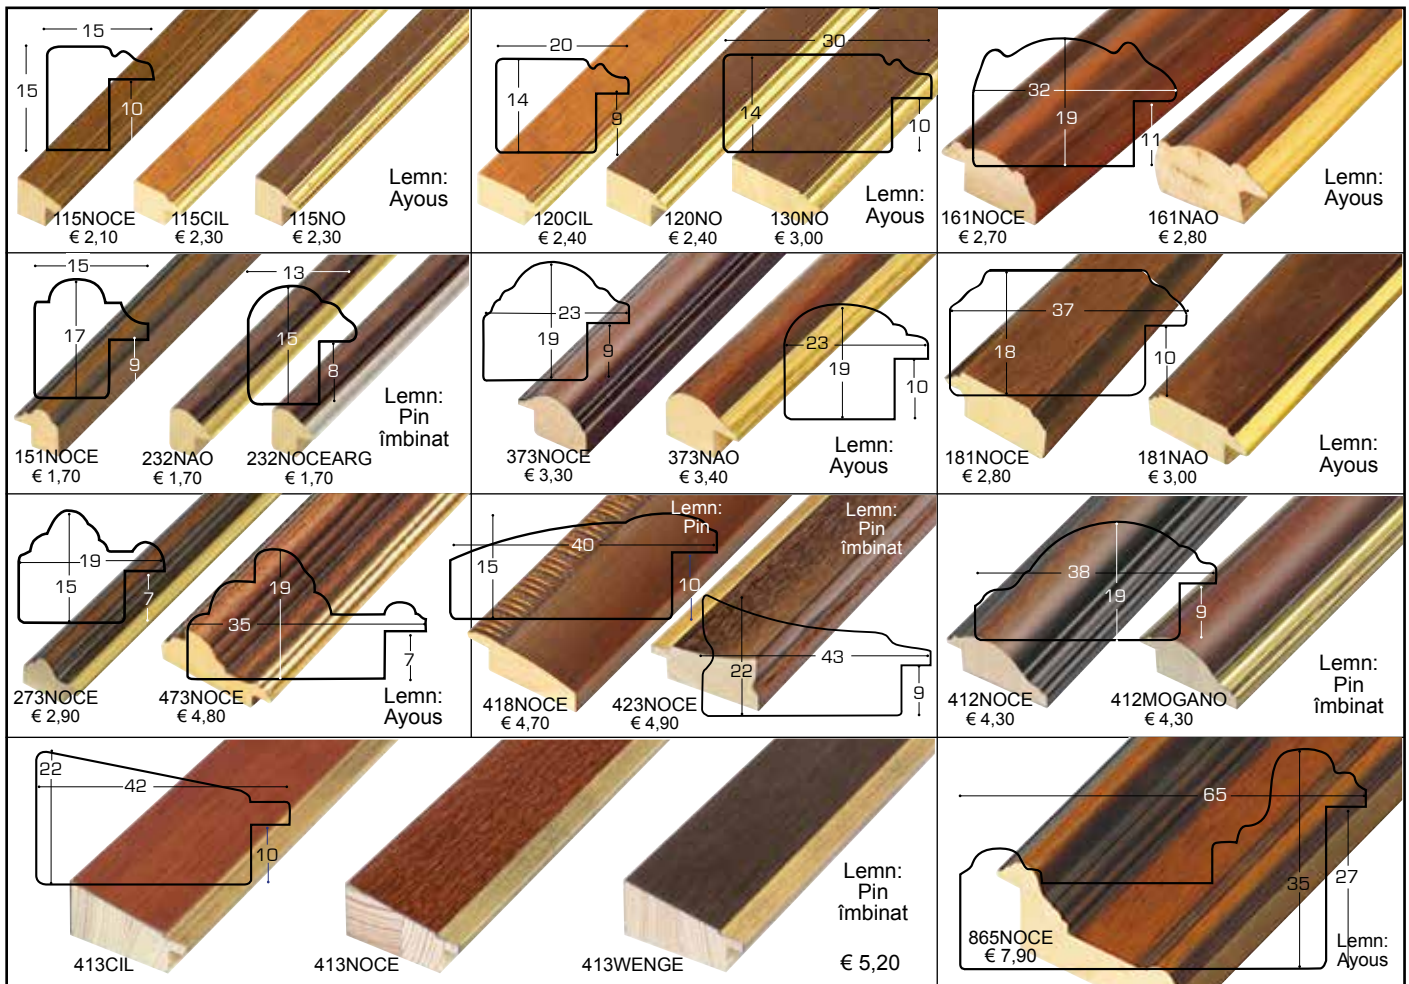 15
15
10
115NOCE
€ 2,10
115CIL
€ 2,30
115NO
€ 2,30
Lemn:
Ayous
20
14
9
30
14
10
120CIL
€ 2,40
120NO
€ 2,40
130NO
€ 3,00
Lemn:
Ayous
32
19
11
161NOCE
€ 2,70
161NAO
€ 2,80
Lemn:
Ayous
15
17
9
13
15
8
151NOCE
€ 1,70
232NAO
€ 1,70
232NOCEARG
€ 1,70
Lemn:
Pin
îmbinat
23
19
9
23
19
10
373NOCE
€ 3,30
373NAO
€ 3,40
Lemn:
Ayous
37
18
10
181NOCE
€ 2,80
181NAO
€ 3,00
Lemn:
Ayous
19
15
7
19
35
7
273NOCE
€ 2,90
473NOCE
€ 4,80
Lemn:
Ayous
Lemn:
Pin
40
15
10
Lemn:
Pin
îmbinat
43
22
9
418NOCE
€ 4,70
423NOCE
€ 4,90
38
19
9
412NOCE
€ 4,30
412MOGANO
€ 4,30
Lemn:
Pin
îmbinat
22
42
10
413CIL
413NOCE
413WENGE
Lemn:
Pin
îmbinat
€ 5,20
65
35
27
865NOCE
€ 7,90
Lemn:
Ayous